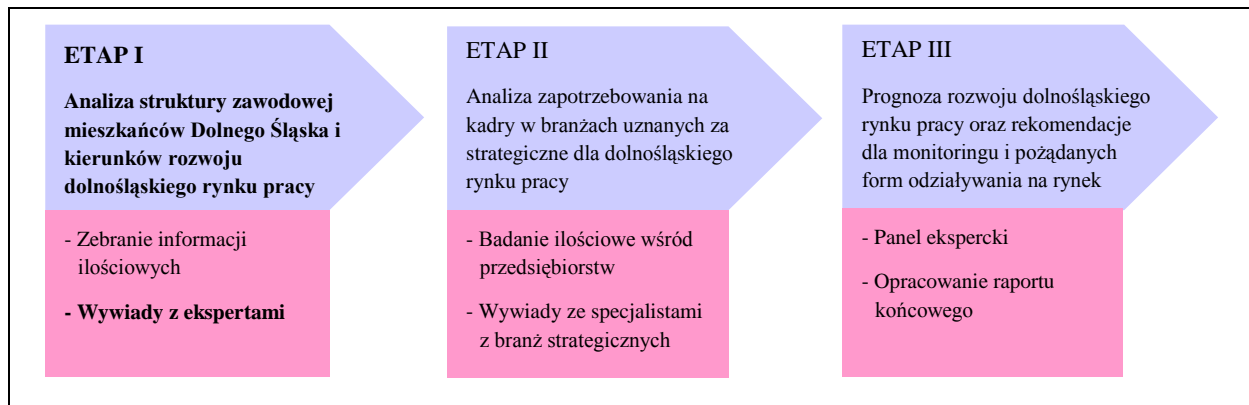 ETAP I
Analiza struktury zawodowej
mieszkańców Dolnego Śląska i
kierunków rozwoju
dolnośląskiego rynku pracy
- Zebranie informacji
ilościowych
- Wywiady z ekspertami
ETAP II
Analiza zapotrzebowania na
kadry w branżach uznanych za
strategiczne dla dolnośląskiego
rynku pracy
- Badanie ilościowe wśród
przedsiębiorstw
- Wywiady ze specjalistami
z branż strategicznych
ETAP III
Prognoza rozwoju dolnośląskiego
rynku pracy oraz rekomendacje
dla monitoringu i pożądanych
form odziaływania na rynek
- Panel ekspercki
- Opracowanie raportu
końcowego